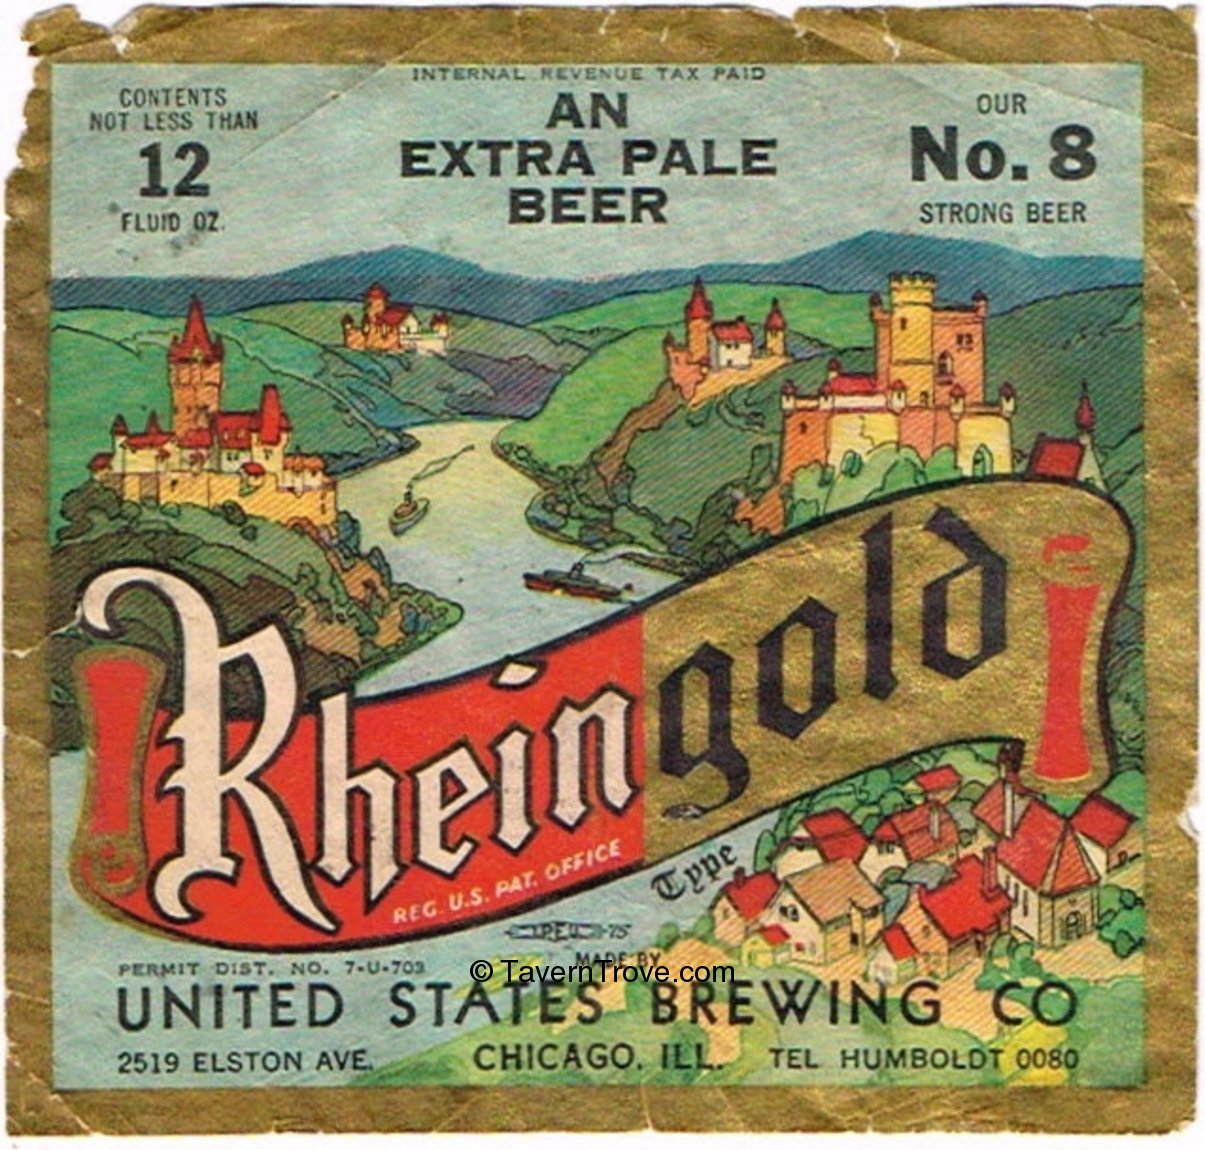 INTERNAL REVENUE TAX PAID
CONTENTS
NOT LESS THAN
12
FLUID OZ.
AN
EXTRA PALE
BEER
OUR
No. 8
STRONG BEER
Rheingold
REG. U.S. PAT. OFFICE
Type
I.P.E.U. 75
MADE BY
PERMIT DIST. NO. 7-U-703
© TavernTrove.com
UNITED STATES BREWING CO
2519 ELSTON AVE. CHICAGO, ILL. TEL HUMBOLDT 0080